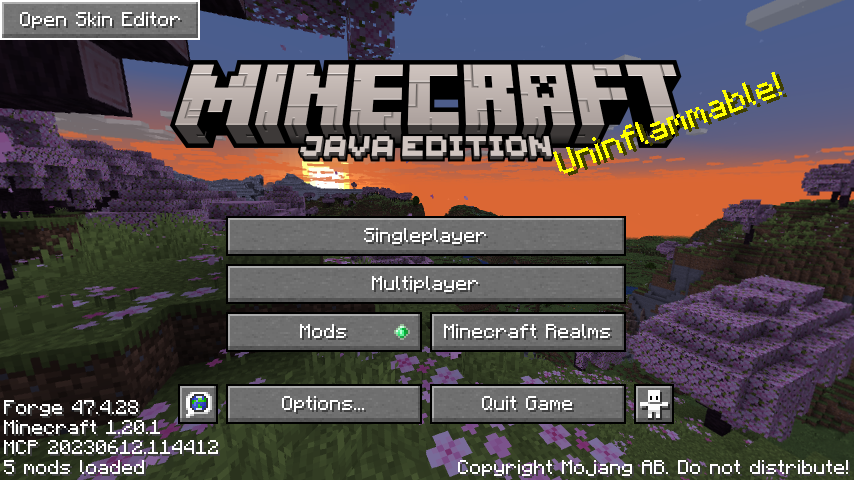 Open Skin Editor
MINECRAFT
JAVA EDITION
Uninflammable!
Singleplayer
Multiplayer
Mods
Minecraft Realms
Options...
Quit Game
Forge 47.4.28
Minecraft 1.20.1
MCP 20230612.114412
5 mods loaded
Copyright Mojang AB. Do not distribute!